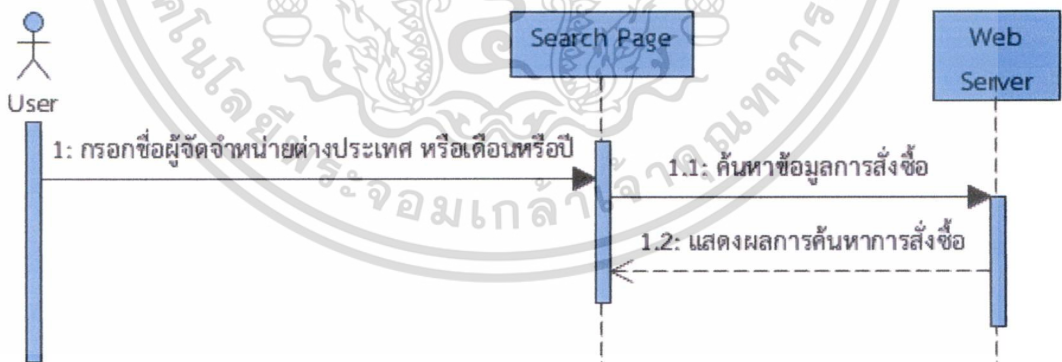 Search Page
Web
Server
User
1: กรอกชื่อผู้จัดจำหน่ายต่างประเทศ หรือเดือนหรือปี
1.1: ค้นหาข้อมูลการสั่งซื้อ
1.2: แสดงผลการค้นหาการสั่งซื้อ